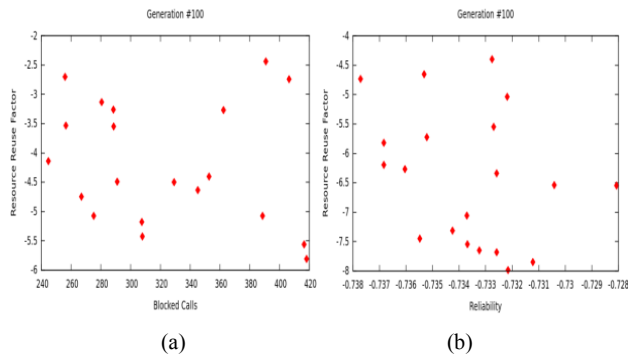 Generation #100
-2
-2.5
-3
-3.5
-4
-4.5
-5
-5.5
-6
Resource Reuse Factor
240 260 280 300 320 340 360 380 400 420
Blocked Calls
(a)
Generation #100
-4
-4.5
-5
-5.5
-6
-6.5
-7
-7.5
-8
Resource Reuse Factor
-0.738 -0.737 -0.736 -0.735 -0.734 -0.733 -0.732 -0.731 -0.73 -0.729 -0.728
Reliability
(b)